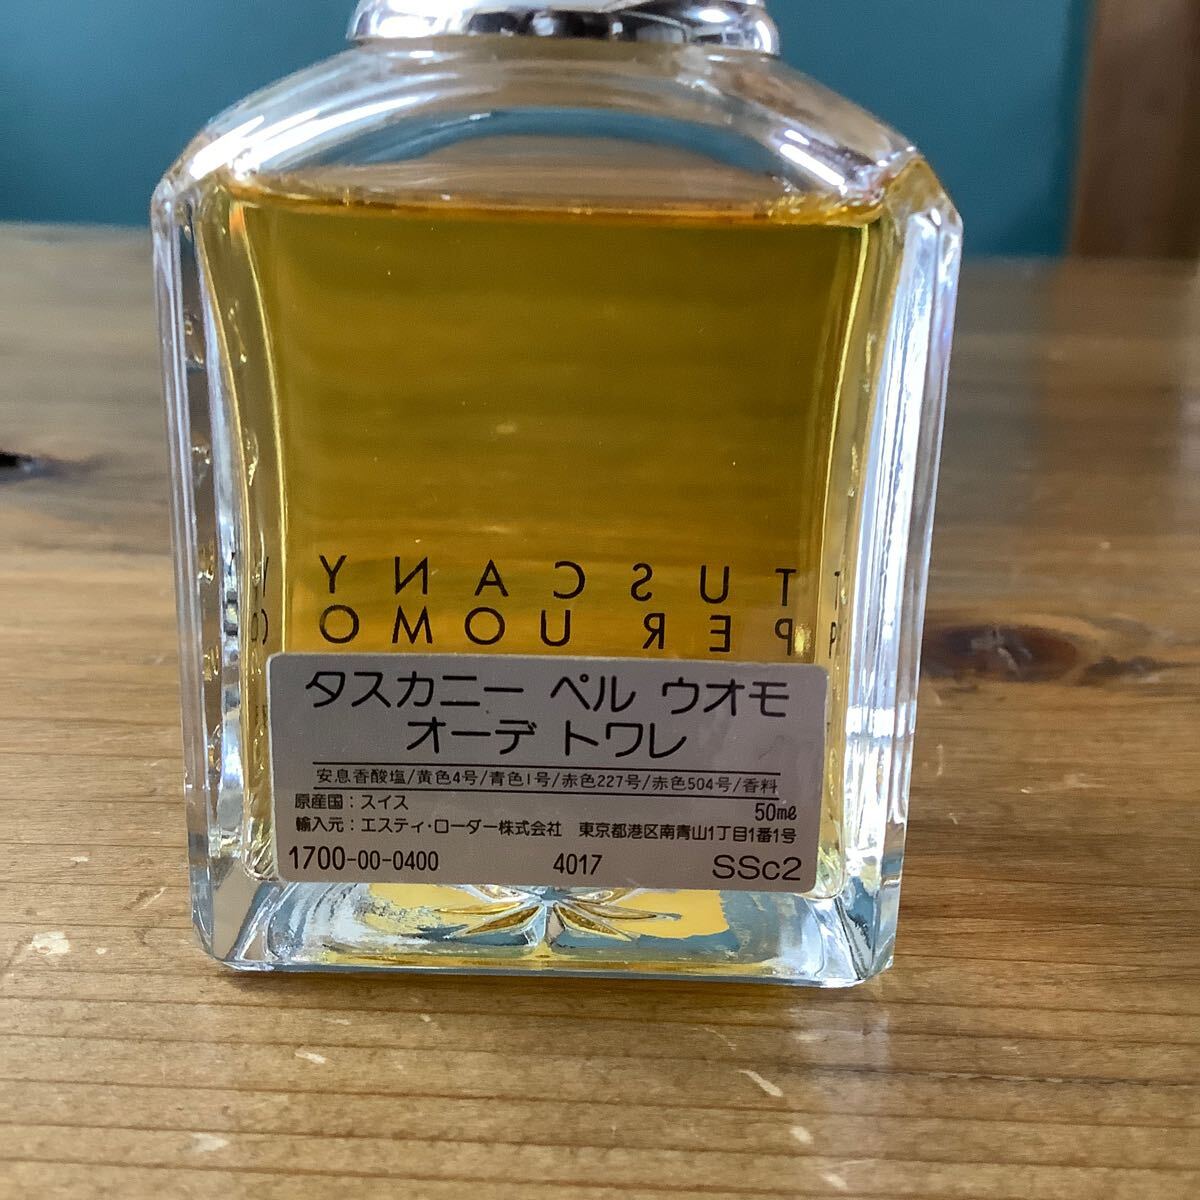 TUSCANY
PER UOMO
タスカニー ペル ウオモ
オーデ トワレ
安息香酸塩/黄色4号/青色1号/赤色227号/赤色504号/香料
原産国：スイス 50ml
輸入元：エスティ・ローダー株式会社 東京都港区南青山1丁目1番1号
1700-00-0400 4017 SSc2